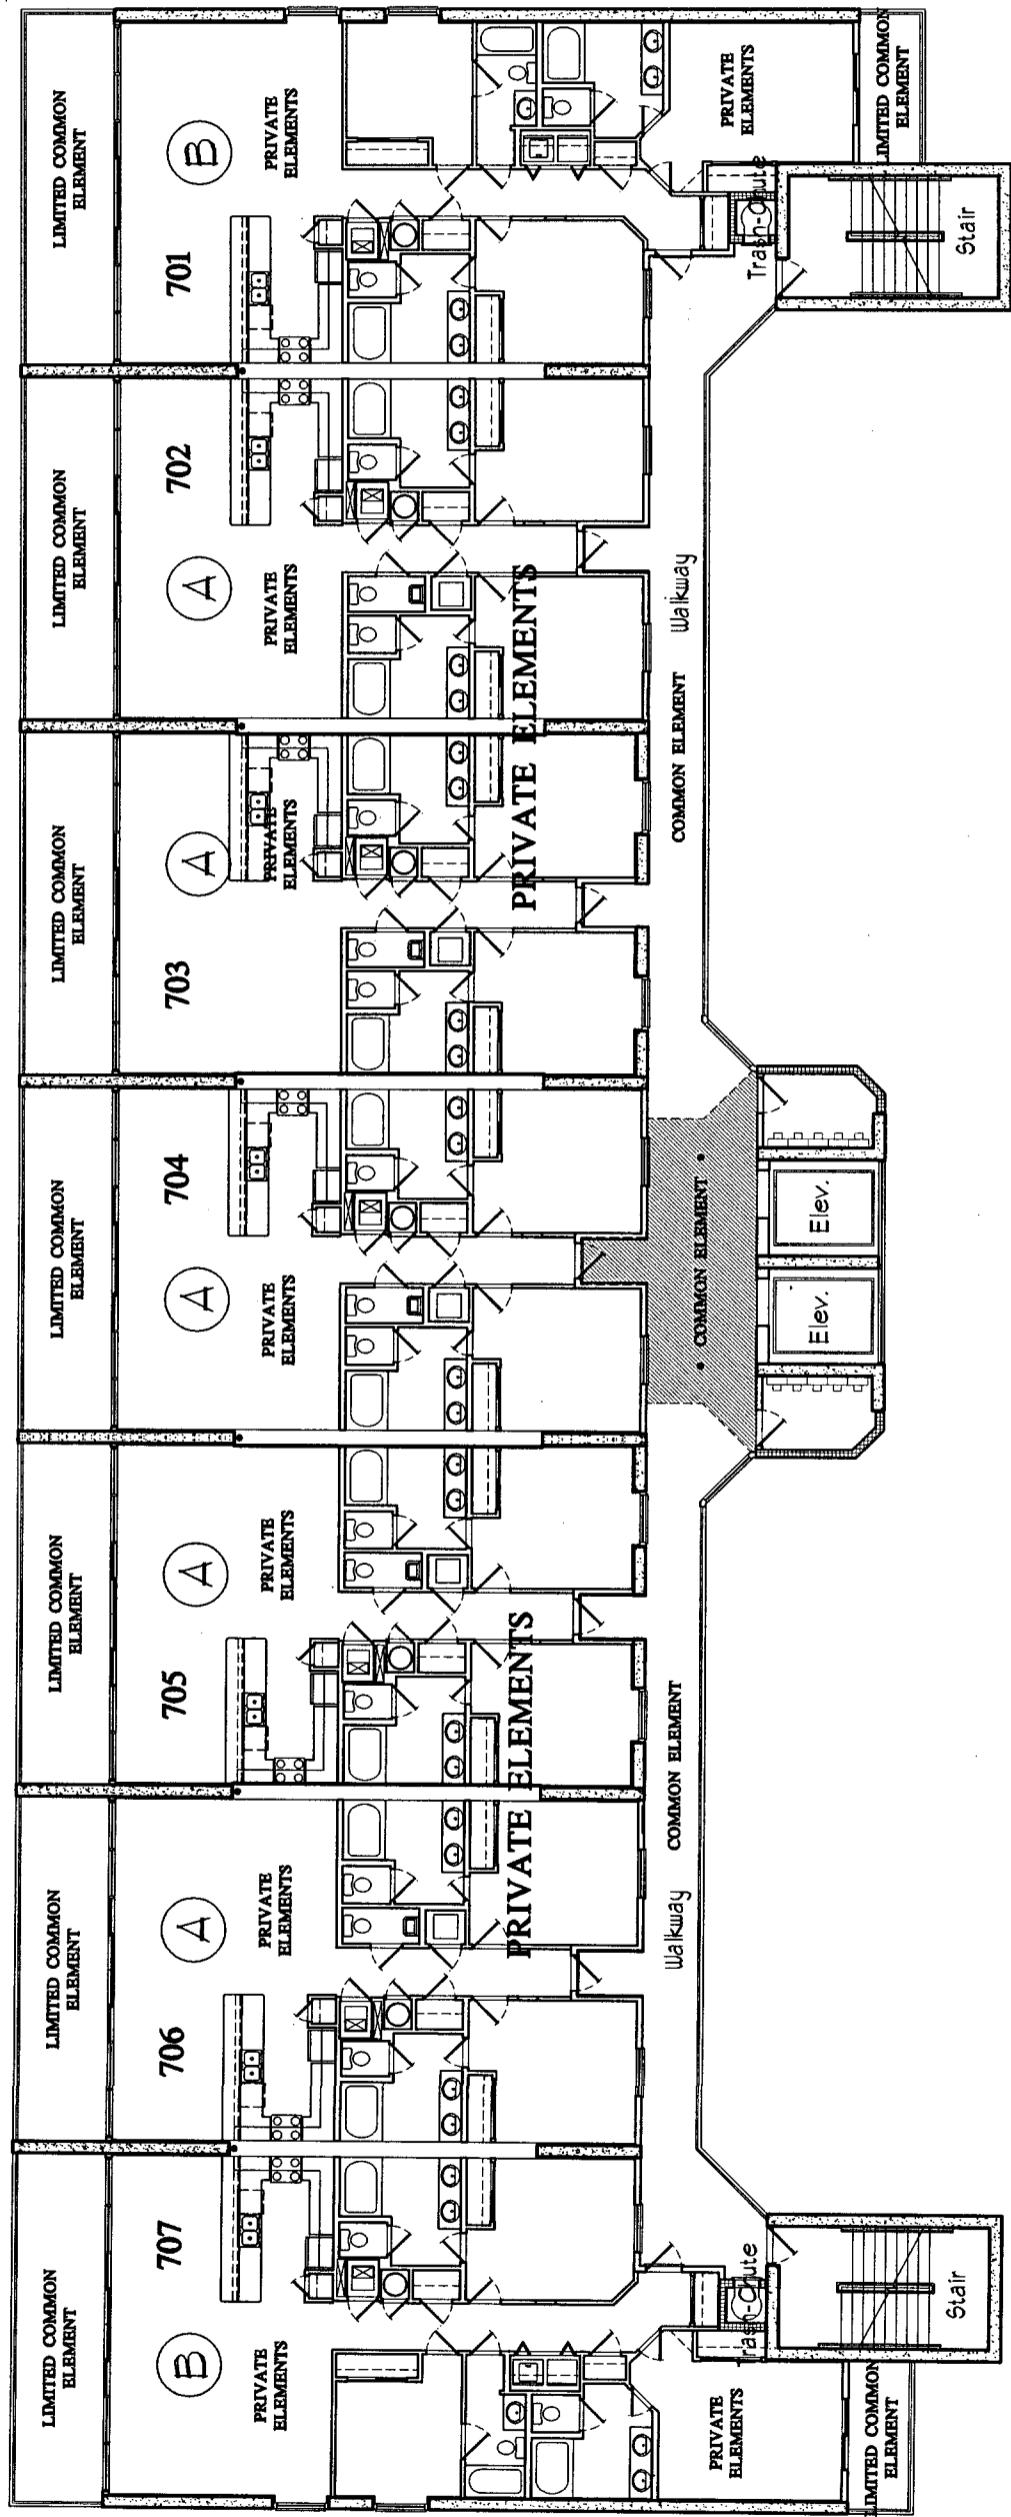 LIMITED COMMON
ELEMENT
B
PRIVATE
ELEMENTS
701
PRIVATE
ELEMENTS
LIMITED COMMON
ELEMENT
Trash-Chute
Stair
LIMITED COMMON
ELEMENT
702
A
PRIVATE
ELEMENTS
PRIVATE ELEMENTS
Walkway
COMMON ELEMENT
LIMITED COMMON
ELEMENT
A
PRIVATE
ELEMENTS
703
LIMITED COMMON
ELEMENT
704
A
PRIVATE
ELEMENTS
• COMMON ELEMENT •
Elev.
Elev.
LIMITED COMMON
ELEMENT
A
PRIVATE
ELEMENTS
705
PRIVATE ELEMENTS
COMMON ELEMENT
Walkway
LIMITED COMMON
ELEMENT
A
PRIVATE
ELEMENTS
706
LIMITED COMMON
ELEMENT
707
B
PRIVATE
ELEMENTS
Trash-Chute
Stair
PRIVATE
ELEMENTS
LIMITED COMMON
ELEMENT